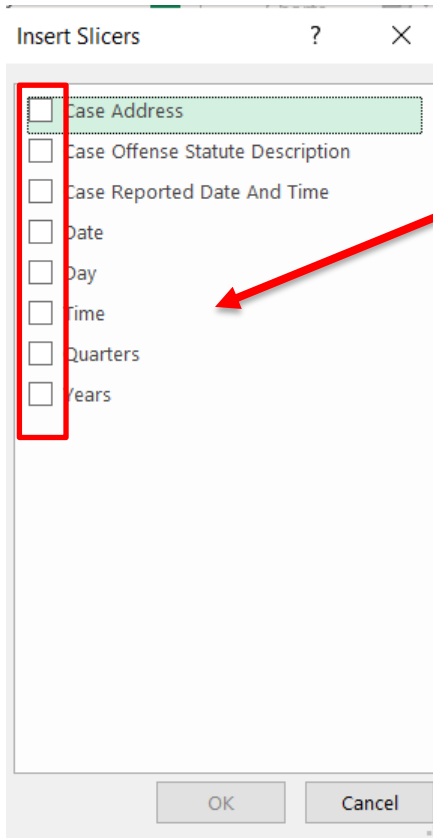 Insert Slicers ? ×
Case Address
Case Offense Statute Description
Case Reported Date And Time
Date
Day
Time
Quarters
Years
OK Cancel